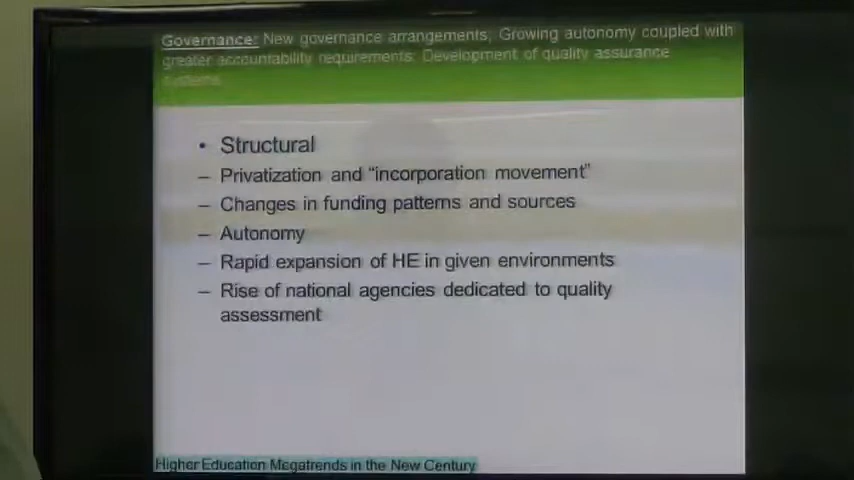 Governance: New governance arrangements; Growing autonomy coupled with
greater accountability requirements; Development of quality assurance
systems
• Structural
– Privatization and “incorporation movement”
– Changes in funding patterns and sources
– Autonomy
– Rapid expansion of HE in given environments
– Rise of national agencies dedicated to quality
assessment
Higher Education Megatrends in the New Century